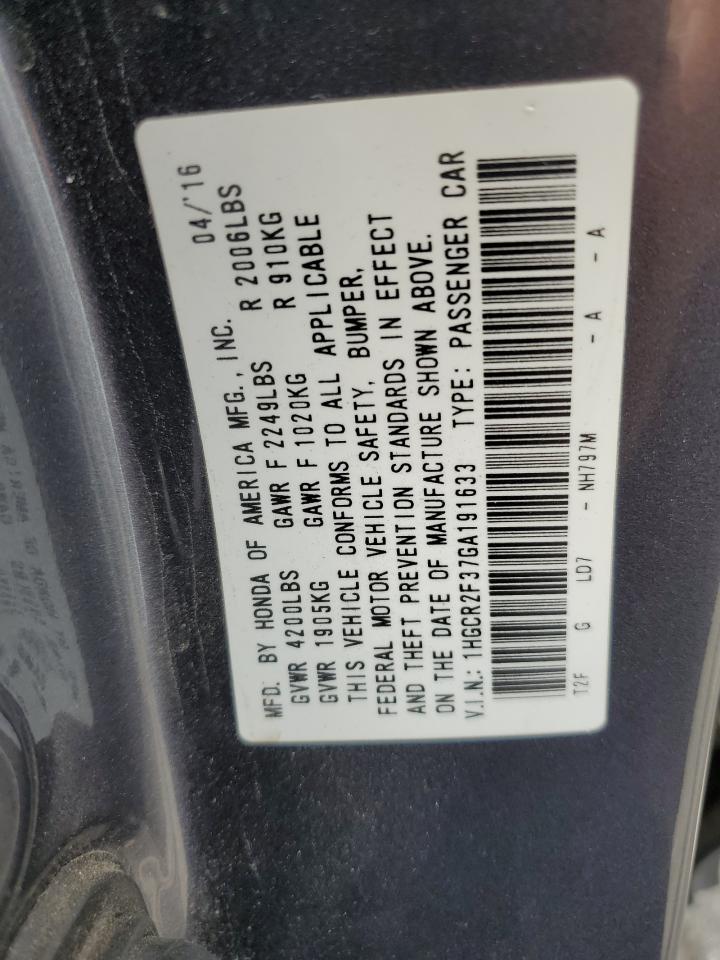 MFD. BY HONDA OF AMERICA MFG., INC. 04/'16
GVWR 4200LBS GAWR F 2249LBS R 2006LBS
GVWR 1905KG GAWR F 1020KG R 910KG
THIS VEHICLE CONFORMS TO ALL APPLICABLE
FEDERAL MOTOR VEHICLE SAFETY, BUMPER,
AND THEFT PREVENTION STANDARDS IN EFFECT
ON THE DATE OF MANUFACTURE SHOWN ABOVE.
V.I.N.: 1HGCR2F37GA191633 TYPE: PASSENGER CAR
T2F G LD7 - NH797M - A - A